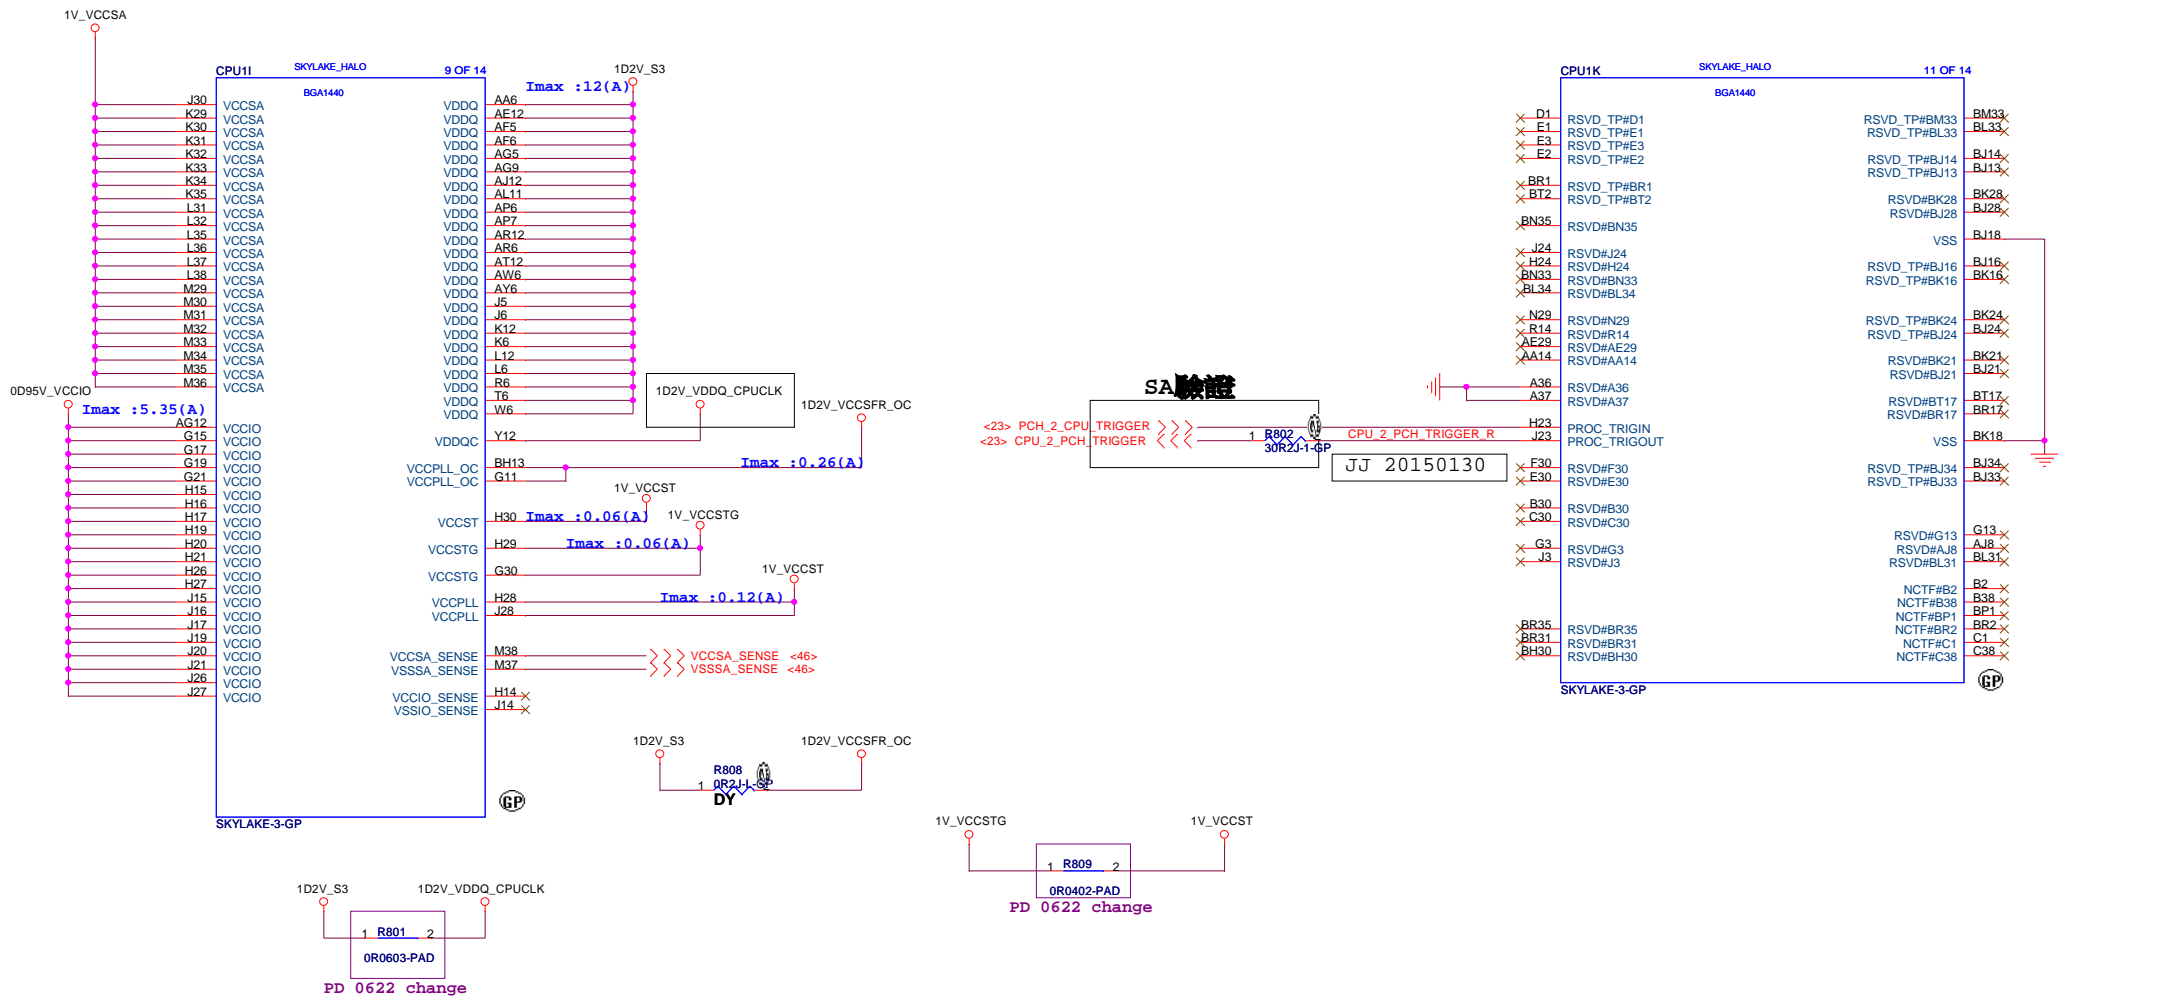 1V_VCCSA
CPU1I
SKYLAKE_HALO
9 OF 14
BGA1440
1D2V_S3
Imax :12(A)
J30 VCCSA
K29 VCCSA
K30 VCCSA
K31 VCCSA
K32 VCCSA
K33 VCCSA
K34 VCCSA
K35 VCCSA
L31 VCCSA
L32 VCCSA
L35 VCCSA
L36 VCCSA
L37 VCCSA
L38 VCCSA
M29 VCCSA
M30 VCCSA
M31 VCCSA
M32 VCCSA
M33 VCCSA
M34 VCCSA
M35 VCCSA
M36 VCCSA
0D95V_VCCIO
Imax :5.35(A)
AG12 VCCIO
G15 VCCIO
G17 VCCIO
G19 VCCIO
G21 VCCIO
H15 VCCIO
H16 VCCIO
H17 VCCIO
H19 VCCIO
H20 VCCIO
H21 VCCIO
H26 VCCIO
H27 VCCIO
J15 VCCIO
J16 VCCIO
J17 VCCIO
J19 VCCIO
J20 VCCIO
J21 VCCIO
J26 VCCIO
J27 VCCIO
VDDQ AA6
VDDQ AE12
VDDQ AF5
VDDQ AF6
VDDQ AG5
VDDQ AG9
VDDQ AJ12
VDDQ AL11
VDDQ AP6
VDDQ AP7
VDDQ AR12
VDDQ AR6
VDDQ AT12
VDDQ AW6
VDDQ AY6
VDDQ J5
VDDQ J6
VDDQ K12
VDDQ K6
VDDQ L12
VDDQ L6
VDDQ R6
VDDQ T6
VDDQ W6
1D2V_VDDQ_CPUCLK
1D2V_VCCSFR_OC
VDDQC Y12
VCCPLL_OC BH13
Imax :0.26(A)
VCCPLL_OC G11
1V_VCCST
VCCST H30
Imax :0.06(A)
1V_VCCSTG
VCCSTG H29
Imax :0.06(A)
VCCSTG G30
1V_VCCST
VCCPLL H28
Imax :0.12(A)
VCCPLL J28
VCCSA_SENSE M38 VCCSA_SENSE <46>
VSSSA_SENSE M37 VSSSA_SENSE <46>
VCCIO_SENSE H14
VSSIO_SENSE J14
GP
SKYLAKE-3-GP
1D2V_S3
1D2V_VCCSFR_OC
R808
1 0R2J-L-GP 2
DY
1V_VCCSTG
1V_VCCST
1 R809 2
0R0402-PAD
PD 0622 change
1D2V_S3
1D2V_VDDQ_CPUCLK
1 R801 2
0R0603-PAD
PD 0622 change
SA驗證
<23> PCH_2_CPU_TRIGGER
<23> CPU_2_PCH_TRIGGER
1 R802
30R2J-1-GP
CPU_2_PCH_TRIGGER_R
JJ 20150130
CPU1K
SKYLAKE_HALO
11 OF 14
BGA1440
D1 RSVD_TP#D1
E1 RSVD_TP#E1
E3 RSVD_TP#E3
E2 RSVD_TP#E2
BR1 RSVD_TP#BR1
BT2 RSVD_TP#BT2
BN35 RSVD#BN35
J24 RSVD#J24
H24 RSVD#H24
BN33 RSVD#BN33
BL34 RSVD#BL34
N29 RSVD#N29
R14 RSVD#R14
AE29 RSVD#AE29
AA14 RSVD#AA14
A36 RSVD#A36
A37 RSVD#A37
H23 PROC_TRIGIN
J23 PROC_TRIGOUT
F30 RSVD#F30
E30 RSVD#E30
B30 RSVD#B30
C30 RSVD#C30
G3 RSVD#G3
J3 RSVD#J3
BR35 RSVD#BR35
BR31 RSVD#BR31
BH30 RSVD#BH30
RSVD_TP#BM33 BM33
RSVD_TP#BL33 BL33
RSVD_TP#BJ14 BJ14
RSVD_TP#BJ13 BJ13
RSVD#BK28 BK28
RSVD#BJ28 BJ28
VSS BJ18
RSVD_TP#BJ16 BJ16
RSVD_TP#BK16 BK16
RSVD_TP#BK24 BK24
RSVD_TP#BJ24 BJ24
RSVD#BK21 BK21
RSVD#BJ21 BJ21
RSVD#BT17 BT17
RSVD#BR17 BR17
VSS BK18
RSVD_TP#BJ34 BJ34
RSVD_TP#BJ33 BJ33
RSVD#G13 G13
RSVD#AJ8 AJ8
RSVD#BL31 BL31
NCTF#B2 B2
NCTF#B38 B38
NCTF#BP1 BP1
NCTF#BR2 BR2
NCTF#C1 C1
NCTF#C38 C38
SKYLAKE-3-GP
GP